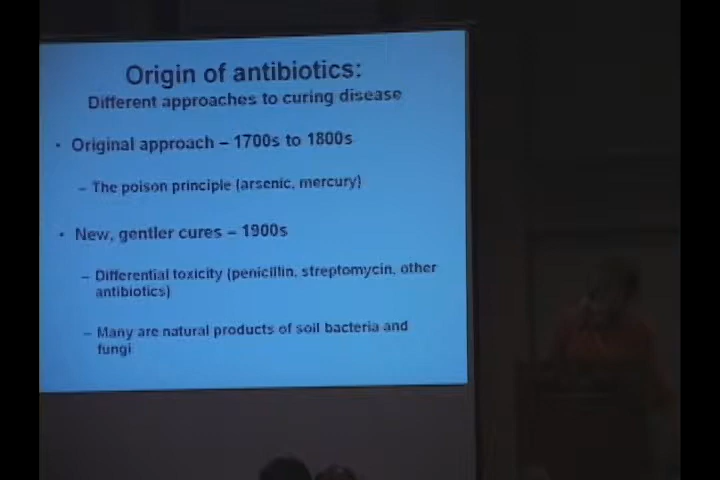 Origin of antibiotics:
Different approaches to curing disease
• Original approach – 1700s to 1800s
– The poison principle (arsenic, mercury)
• New, gentler cures – 1900s
– Differential toxicity (penicillin, streptomycin, other
antibiotics)
– Many are natural products of soil bacteria and
fungi